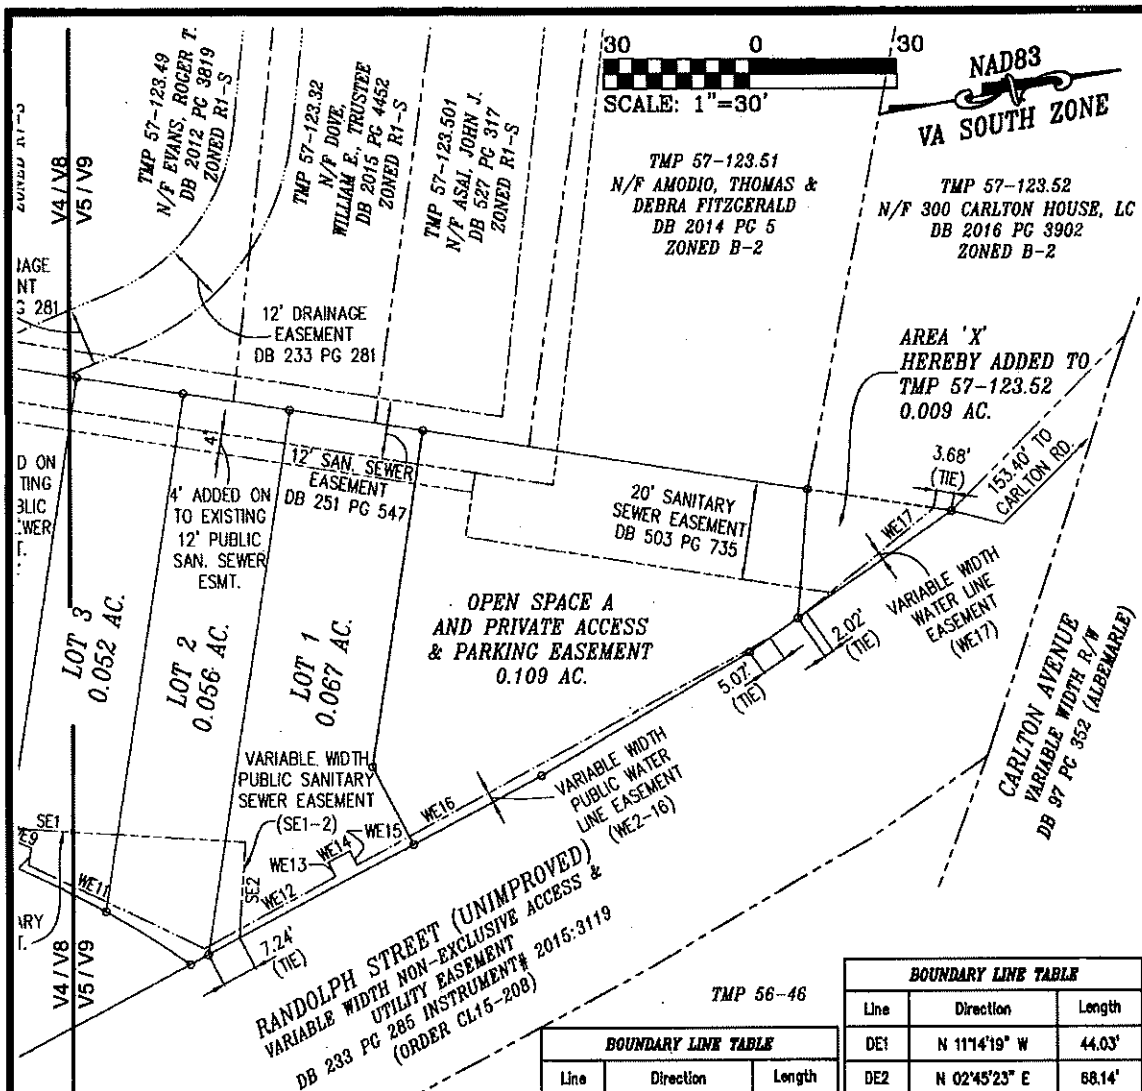 30 0 30
SCALE: 1"=30'
NAD83
VA SOUTH ZONE
TMP 57-123.49
N/F EVANS, ROGER T.
DB 2012 PG 3819
ZONED R1-S
TMP 57-123.32
N/F DOVE,
WILLIAM E., TRUSTEE
DB 2015 PG 4452
ZONED R1-S
TMP 57-123.501
N/F ASAI, JOHN J.
DB 527 PG 317
ZONED R1-S
TMP 57-123.51
N/F AMODIO, THOMAS &
DEBRA FITZGERALD
DB 2014 PG 5
ZONED B-2
TMP 57-123.52
N/F 300 CARLTON HOUSE, LC
DB 2016 PG 3902
ZONED B-2
ZONED R1-S
V4 / V8
V5 / V9
AGE
NT
G 281
12' DRAINAGE
EASEMENT
DB 233 PG 281
AREA 'X'
HEREBY ADDED TO
TMP 57-123.52
0.009 AC.
3.68'
(TIE)
153.40' TO
CARLTON RD.
4'
12' SAN. SEWER
EASEMENT
DB 251 PG 547
D ON
TING
BLIC
WER
T.
4' ADDED ON
TO EXISTING
12' PUBLIC
SAN. SEWER
ESMT.
20' SANITARY
SEWER EASEMENT
DB 503 PG 735
WE17
VARIABLE WIDTH
WATER LINE
EASEMENT
(WE17)
LOT 3
0.052 AC.
LOT 2
0.056 AC.
LOT 1
0.067 AC.
OPEN SPACE A
AND PRIVATE ACCESS
& PARKING EASEMENT
0.109 AC.
2.02'
(TIE)
5.07'
(TIE)
CARLTON AVENUE
VARIABLE WIDTH R/W
DB 97 PG 352 (ALBEMARLE)
VARIABLE WIDTH
PUBLIC SANITARY
SEWER EASEMENT
(SE1-2)
VARIABLE WIDTH
PUBLIC WATER
LINE EASEMENT
(WE2-16)
SE1
WE9
WE11
SE2
WE12
WE13
WE14
WE15
WE16
ARY
T.
V4 / V8
V5 / V9
7.24'
(TIE)
RANDOLPH STREET (UNIMPROVED)
VARIABLE WIDTH NON-EXCLUSIVE ACCESS &
UTILITY EASEMENT
DB 233 PG 285 INSTRUMENT# 2015:3119
(ORDER CL15-208)
TMP 56-46
BOUNDARY LINE TABLE
Line Direction Length
BOUNDARY LINE TABLE
Line Direction Length
DE1 N 11°14'19" W 44.03'
DE2 N 02°45'23" E 68.14'